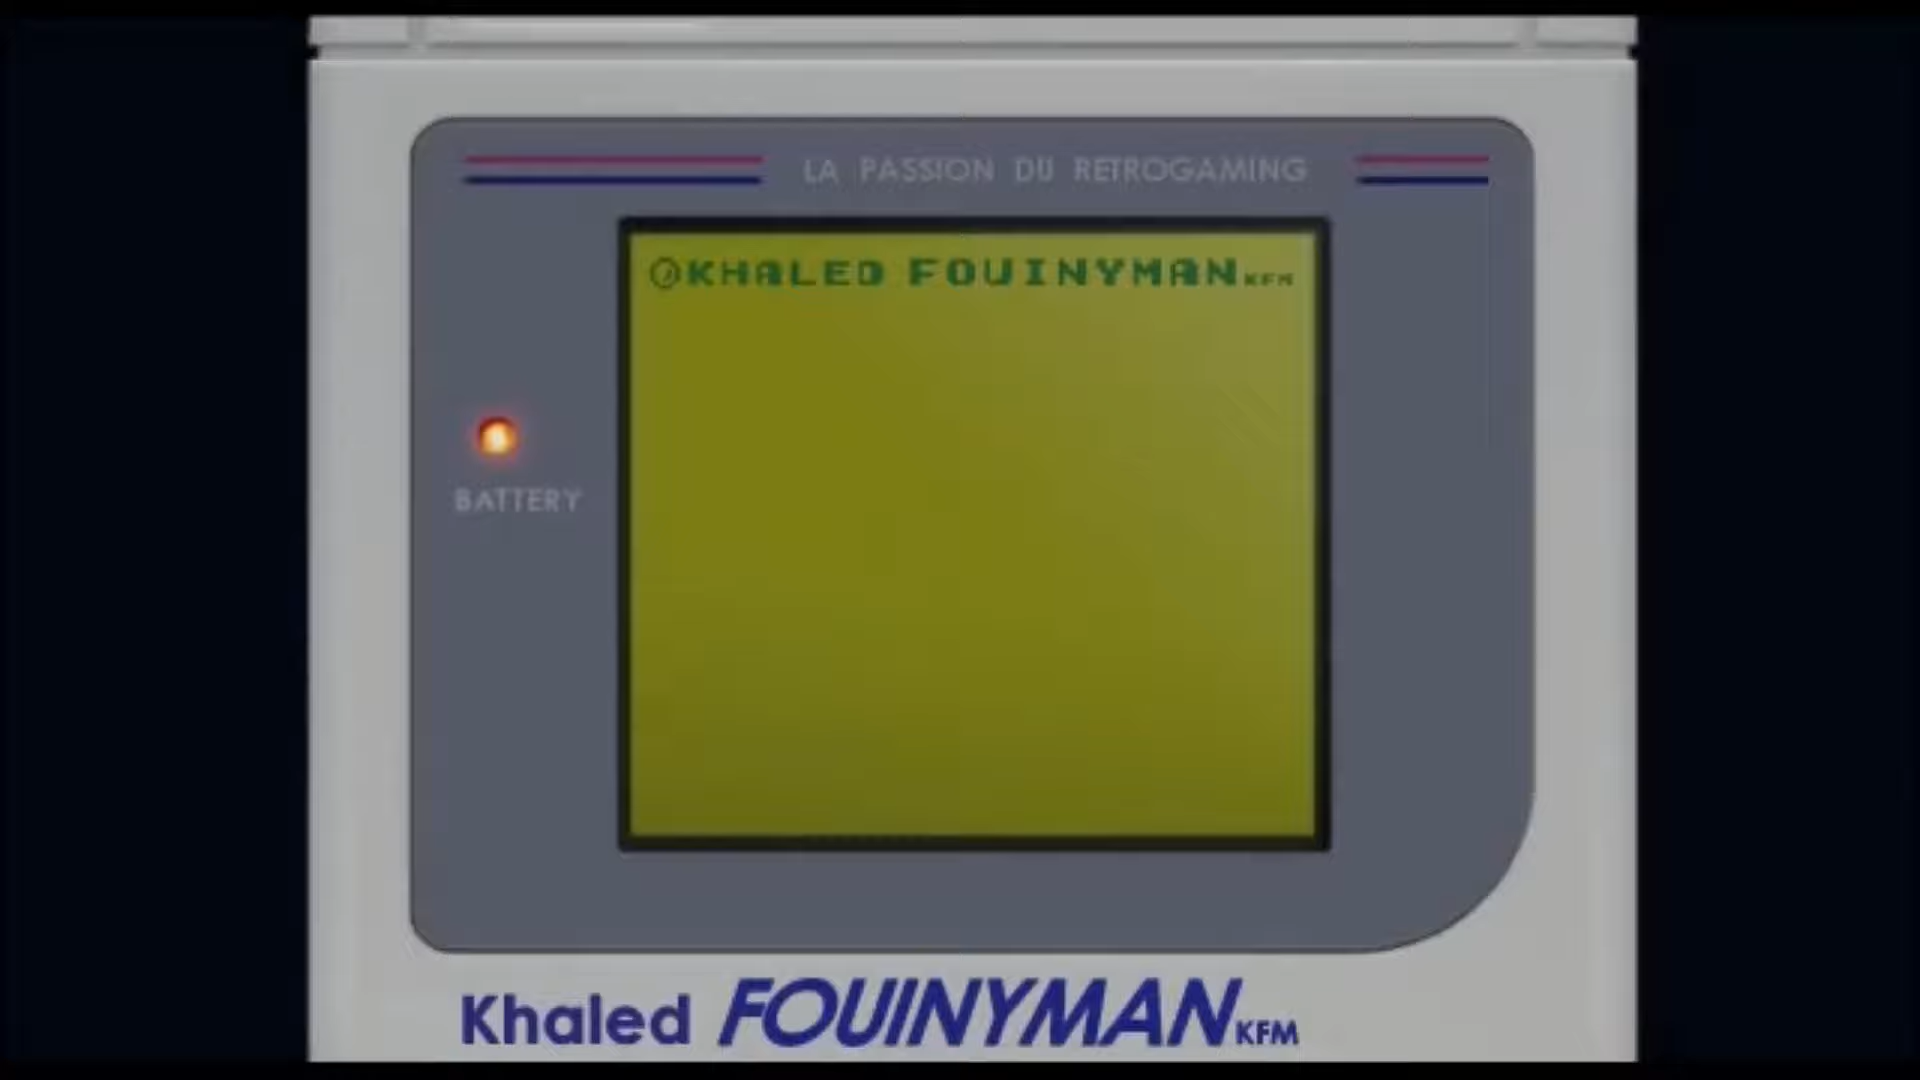 LA PASSION DU RETROGAMING
KHALED FOUINYMAN KFM
BATTERY
Khaled FOUINYMAN KFM